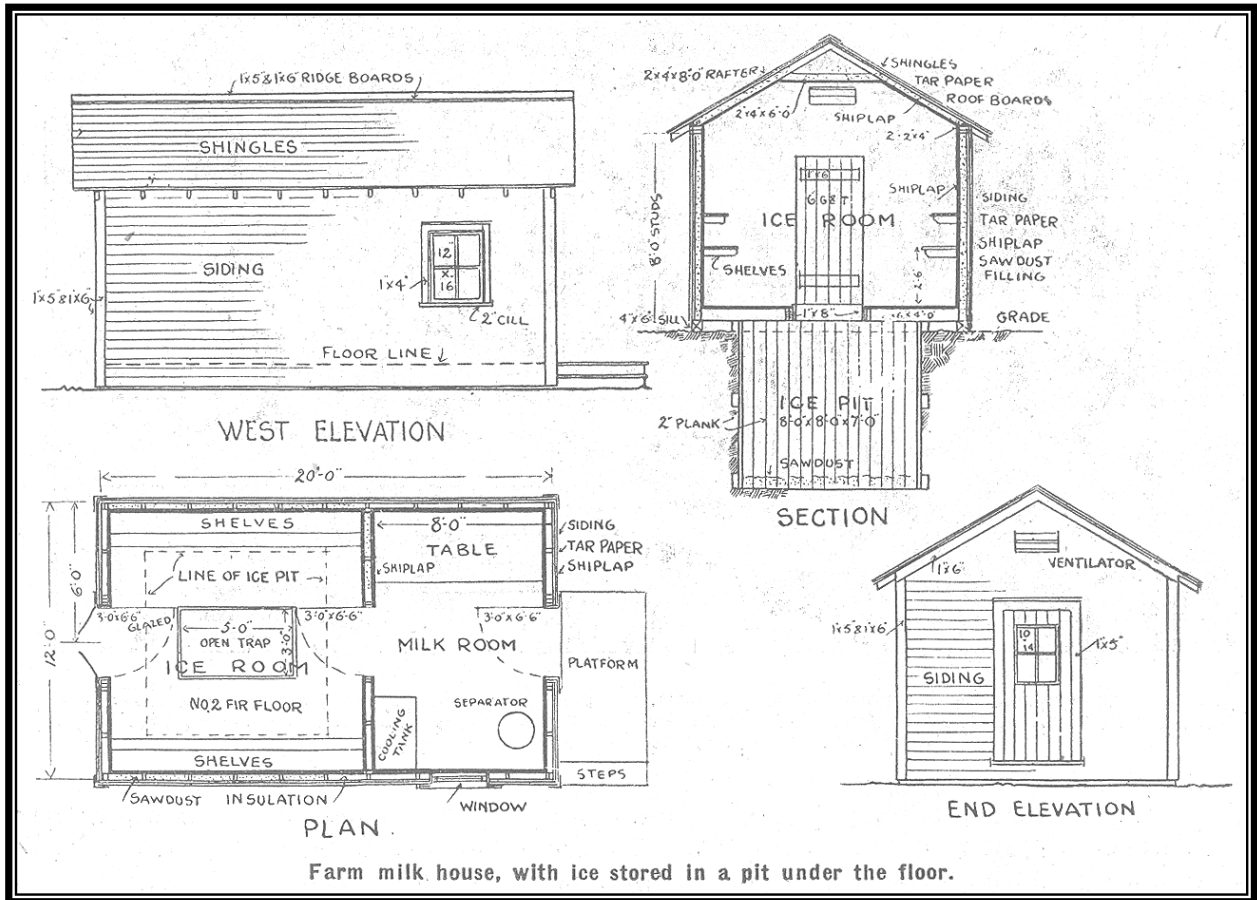 1"x5"&1"x6" RIDGE BOARDS
SHINGLES
SIDING
12
x
16
1"x4"
1"x5"&1"x6"
2" CILL
FLOOR LINE
WEST ELEVATION
2"x4"x8'-0" RAFTER
SHINGLES
TAR PAPER
ROOF BOARDS
2"x4"x6'-0"
SHIPLAP
2-2"x4"
8'-0" STUDS
1"x6"
SHIPLAP
ICE ROOM
SIDING
TAR PAPER
SHIPLAP
SAWDUST
FILLING
SHELVES
2'-6"
4"x6" SILL
1"x8"
GRADE
ICE PIT
8'-0"x8'-0"x7'-0"
2" PLANK
SAWDUST
SECTION
20'-0"
SHELVES
8'-0"
TABLE
SIDING
TAR PAPER
SHIPLAP
LINE OF ICE PIT
SHIPLAP
6'-0"
12'-0"
3'-0"x6'-6"
GLAZED
5'-0"
OPEN TRAP
3'-0"
3'-0"x6'-6"
3'-0"x6'-6"
ICE ROOM
MILK ROOM
PLATFORM
NO.2 FIR FLOOR
COOLING
TANK
SEPARATOR
SHELVES
STEPS
SAWDUST INSULATION
WINDOW
PLAN.
1"x6"
VENTILATOR
1"x5"&1"x6"
10
14
1"x5"
SIDING
END ELEVATION
Farm milk house, with ice stored in a pit under the floor.